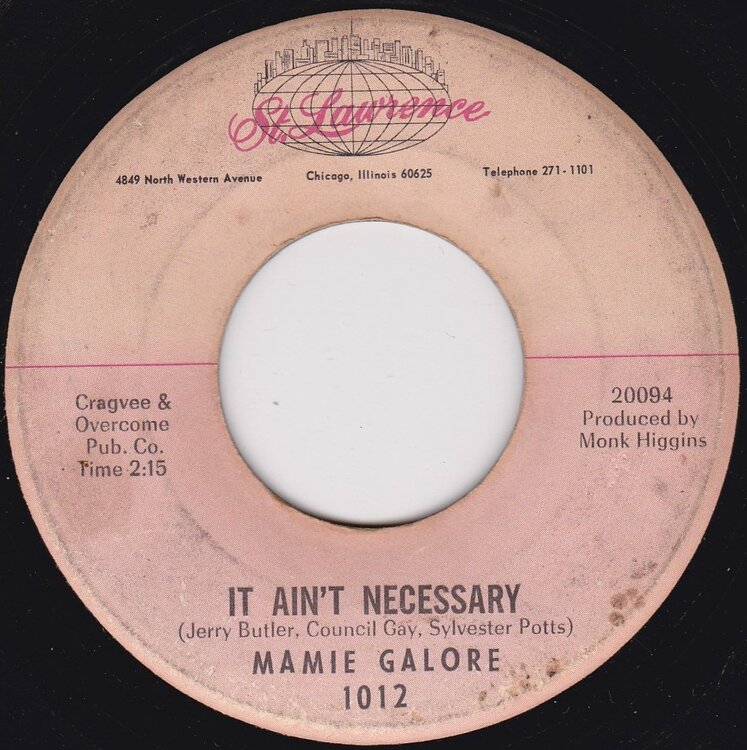 St. Lawrence
4849 North Western Avenue Chicago, Illinois 60625 Telephone 271-1101
Cragvee &
Overcome
Pub. Co.
Time 2:15
20094
Produced by
Monk Higgins
IT AIN'T NECESSARY
(Jerry Butler, Council Gay, Sylvester Potts)
MAMIE GALORE
1012